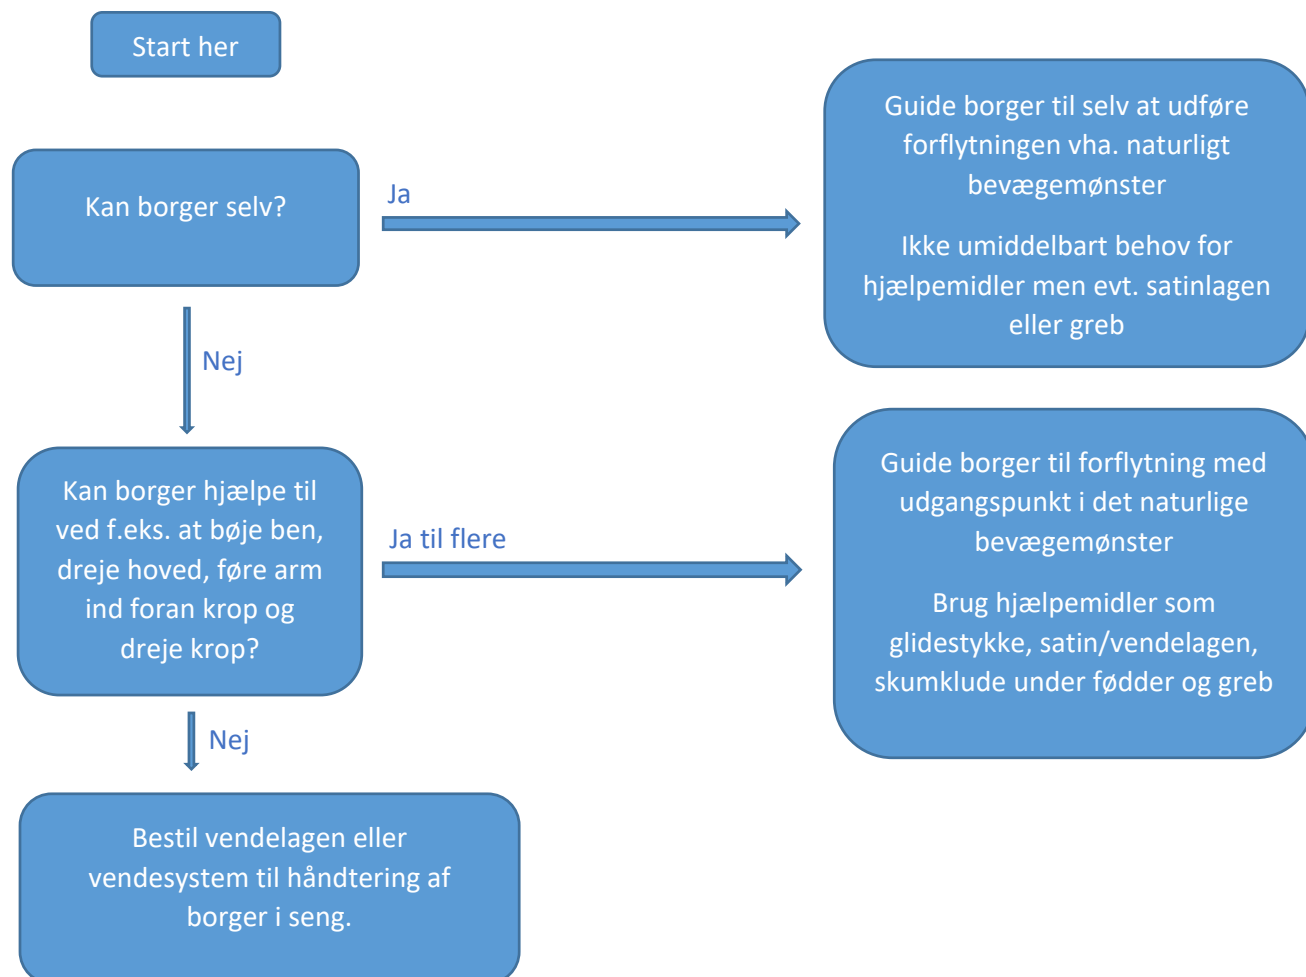 Start her
Kan borger selv?
Ja
Guide borger til selv at udføre
forflytningen vha. naturligt
bevægemønster
Ikke umiddelbart behov for
hjælpemidler men evt. satinlagen
eller greb
Nej
Kan borger hjælpe til
ved f.eks. at bøje ben,
dreje hoved, føre arm
ind foran krop og
dreje krop?
Ja til flere
Guide borger til forflytning med
udgangspunkt i det naturlige
bevægemønster
Brug hjælpemidler som
glidestykke, satin/vendelagen,
skumklude under fødder og greb
Nej
Bestil vendelagen eller
vendesystem til håndtering af
borger i seng.